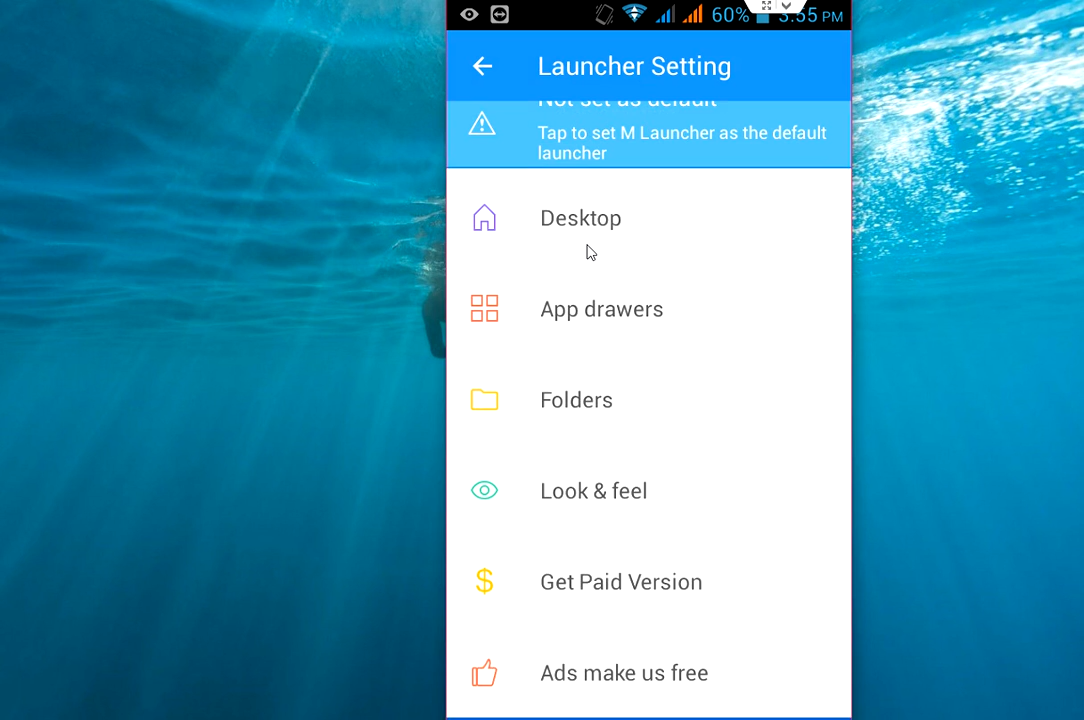 60% 3:55 PM
Launcher Setting
Not set as default
Tap to set M Launcher as the default
launcher
Desktop
App drawers
Folders
Look & feel
Get Paid Version
Ads make us free